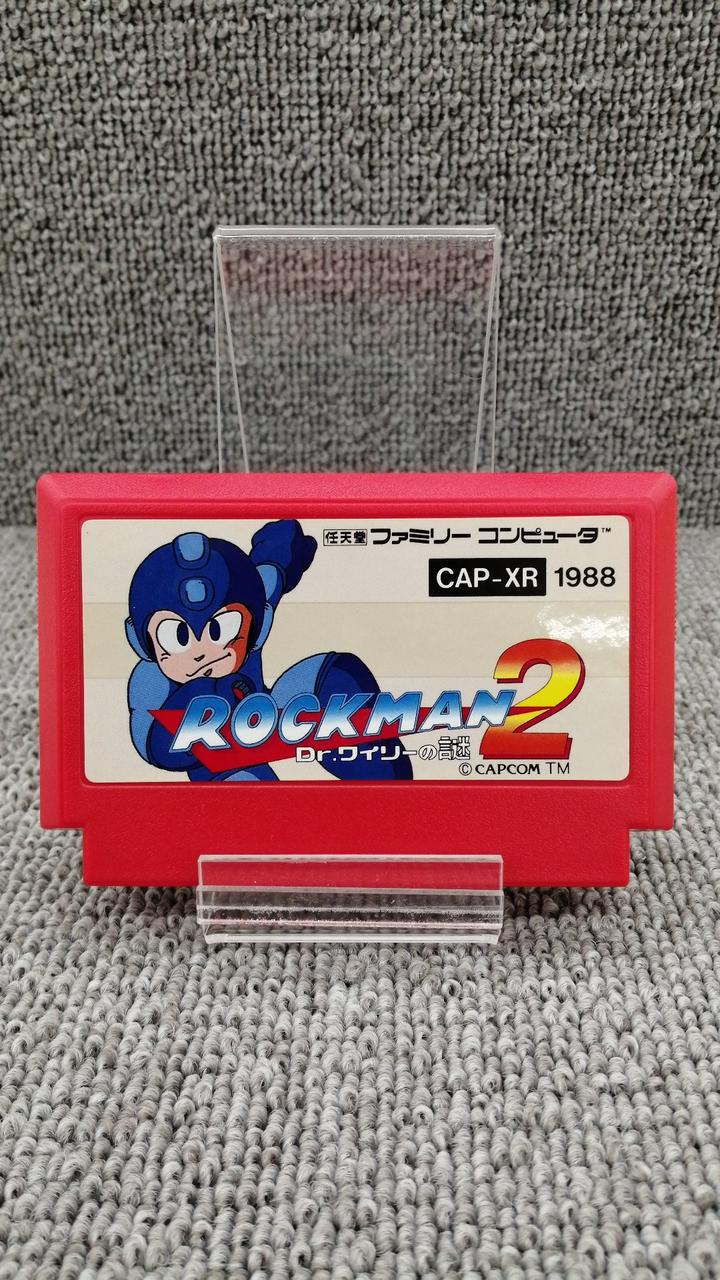 任天堂 ファミリー コンピュータ™
CAP-XR 1988
ROCKMAN 2
Dr.ワイリーの謎
© CAPCOM TM